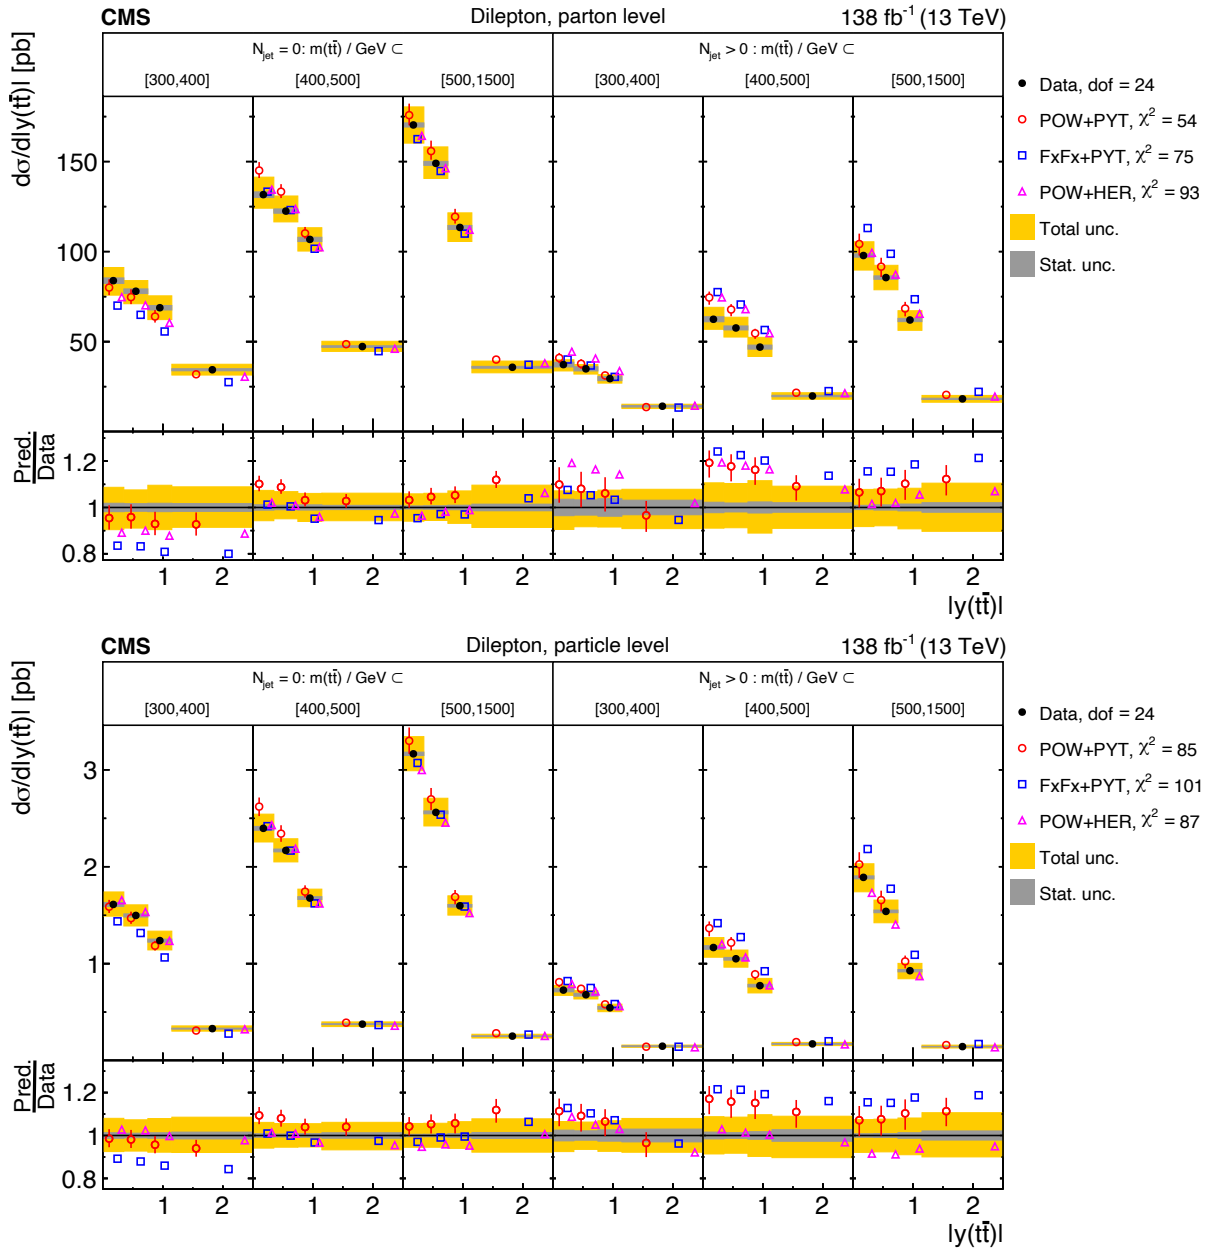 CMS Dilepton, parton level 138 fb⁻¹ (13 TeV)
N_jet = 0: m(tt̄) / GeV ⊂ N_jet > 0 : m(tt̄) / GeV ⊂
[300,400] [400,500] [500,1500] [300,400] [400,500] [500,1500]
dσ/d|y(tt̄)| [pb]
150
100
50
Data, dof = 24
POW+PYT, χ² = 54
FxFx+PYT, χ² = 75
POW+HER, χ² = 93
Total unc.
Stat. unc.
Pred.
Data
1.2
1
0.8
1 2 1 2 1 2 1 2 1 2 1 2
|y(tt̄)|
CMS Dilepton, particle level 138 fb⁻¹ (13 TeV)
N_jet = 0: m(tt̄) / GeV ⊂ N_jet > 0 : m(tt̄) / GeV ⊂
[300,400] [400,500] [500,1500] [300,400] [400,500] [500,1500]
dσ/d|y(tt̄)| [pb]
3
2
1
Data, dof = 24
POW+PYT, χ² = 85
FxFx+PYT, χ² = 101
POW+HER, χ² = 87
Total unc.
Stat. unc.
Pred.
Data
1.2
1
0.8
1 2 1 2 1 2 1 2 1 2 1 2
|y(tt̄)|